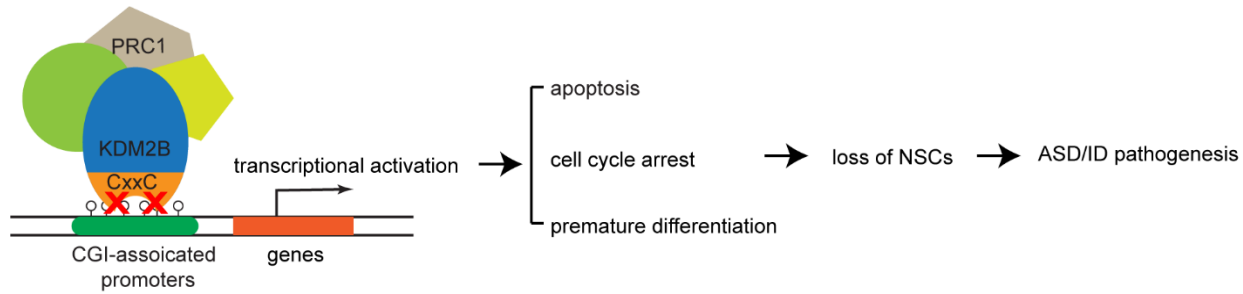 PRC1
KDM2B
CxxC
CGI-assoicated
promoters
transcriptional activation
genes
apoptosis
cell cycle arrest
premature differentiation
loss of NSCs
ASD/ID pathogenesis